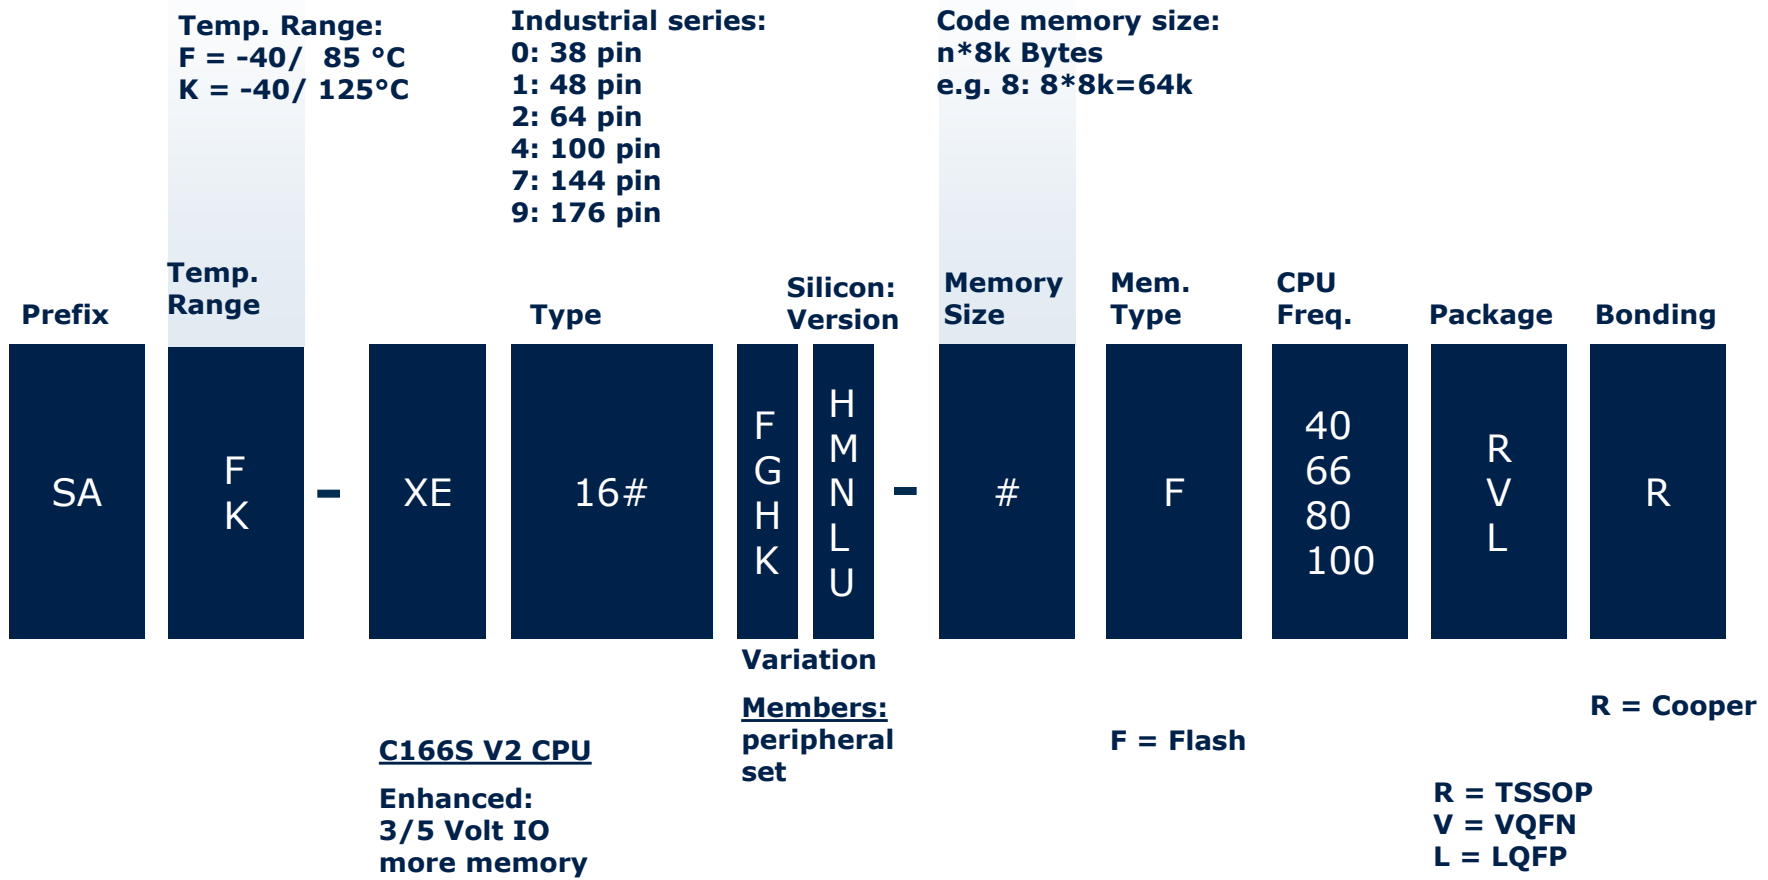 Temp. Range:
F = -40/  85 °C
K = -40/ 125°C
Industrial series:
0: 38 pin
1: 48 pin
2: 64 pin
4: 100 pin
7: 144 pin
9: 176 pin
Code memory size:
n*8k Bytes
e.g. 8: 8*8k=64k
Prefix
Temp.
Range
Type
Silicon:
Version
Memory
Size
Mem.
Type
CPU
Freq.
Package
Bonding
SA
F
K
-
XE
16#
F
G
H
K
H
M
N
L
U
-
#
F
40
66
80
100
R
V
L
R
Variation
Members:
peripheral
set
C166S V2 CPU
Enhanced:
3/5 Volt IO
more memory
F = Flash
R = Cooper
R = TSSOP
V = VQFN
L = LQFP